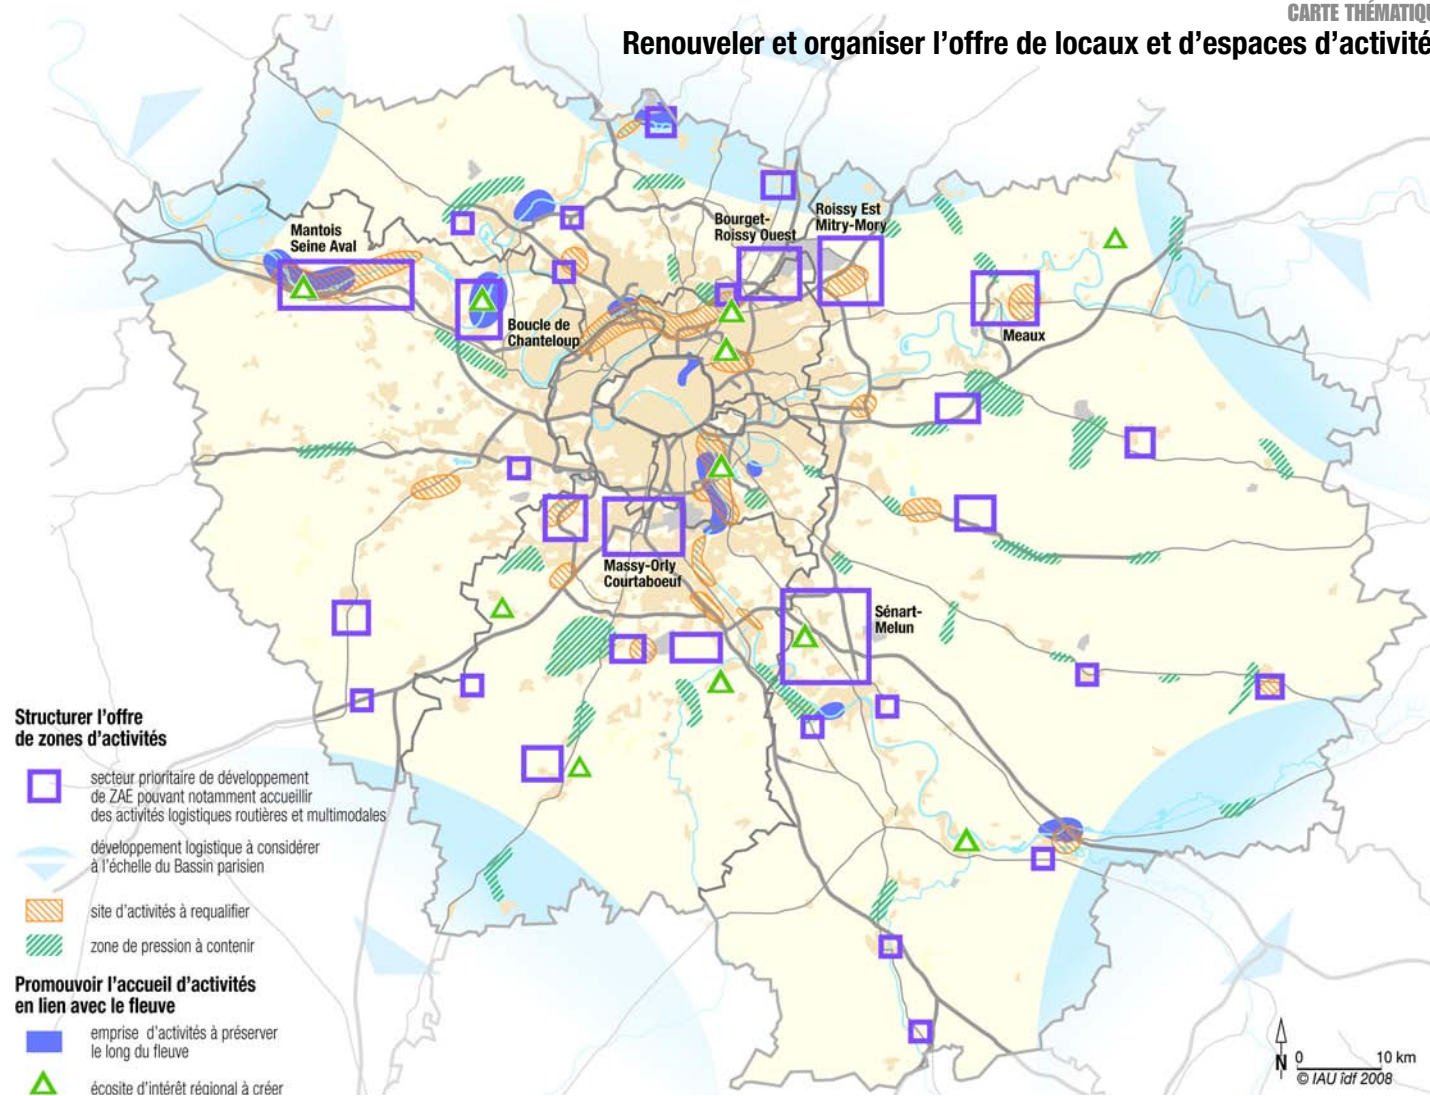 CARTE THÉMATIQU
Renouveler et organiser l'offre de locaux et d'espaces d'activité
Mantois
Seine Aval
Bourget-
Roissy Ouest
Roissy Est
Mitry-Mory
Boucle de
Chanteloup
Meaux
Massy-Orly
Courtaboeuf
Sénart-
Melun
Structurer l'offre
de zones d'activités
secteur prioritaire de développement
de ZAE pouvant notamment accueillir
des activités logistiques routières et multimodales
développement logistique à considérer
à l'échelle du Bassin parisien
site d'activités à requalifier
zone de pression à contenir
Promouvoir l'accueil d'activités
en lien avec le fleuve
emprise d'activités à préserver
le long du fleuve
écosite d'intérêt régional à créer
N
0 10 km
© IAU îdf 2008